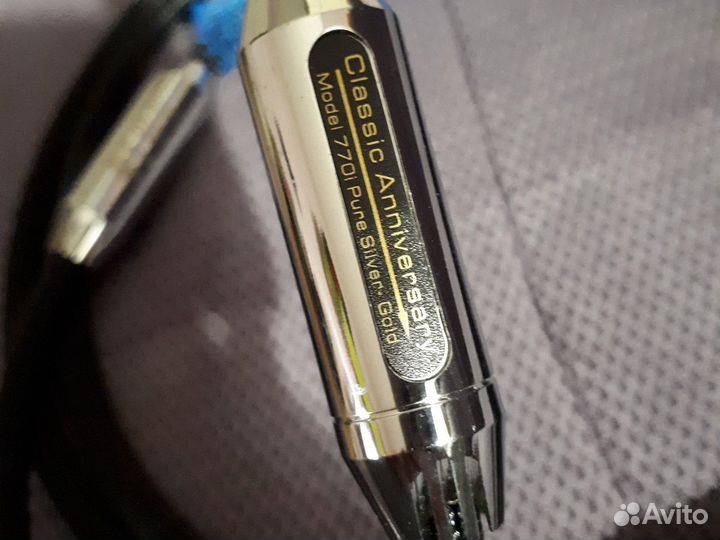 Classic Anniversary
Model 770i Pure Silver- Gold
Avito